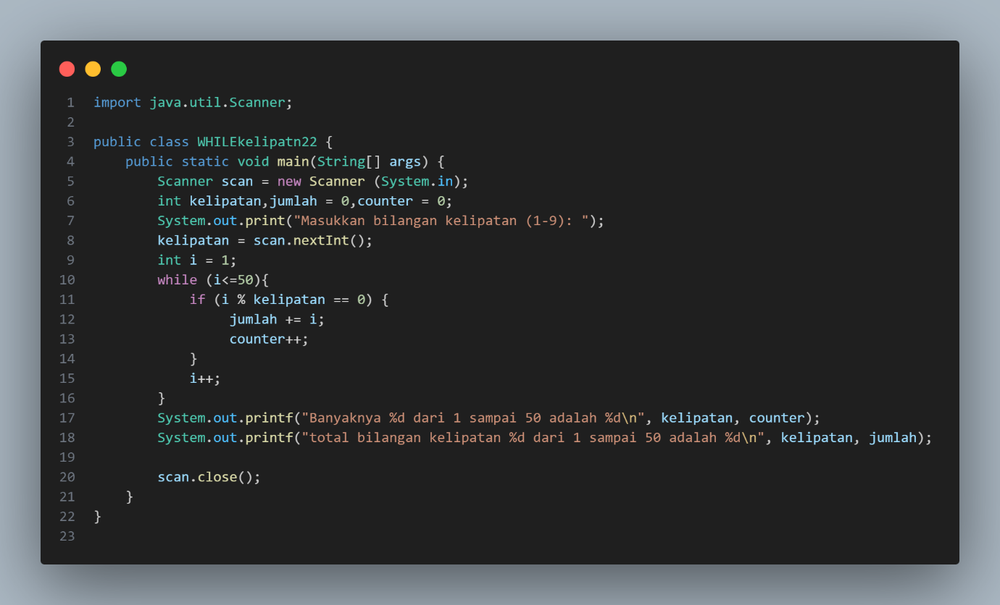 1 import java.util.Scanner;
2
3 public class WHILEkelipatn22 {
4     public static void main(String[] args) {
5         Scanner scan = new Scanner (System.in);
6         int kelipatan,jumlah = 0,counter = 0;
7         System.out.print("Masukkan bilangan kelipatan (1-9): ");
8         kelipatan = scan.nextInt();
9         int i = 1;
10         while (i<=50){
11             if (i % kelipatan == 0) {
12                  jumlah += i;
13                  counter++;
14             }
15             i++;
16         }
17         System.out.printf("Banyaknya %d dari 1 sampai 50 adalah %d\n", kelipatan, counter);
18         System.out.printf("total bilangan kelipatan %d dari 1 sampai 50 adalah %d\n", kelipatan, jumlah);
19
20         scan.close();
21     }
22 }
23